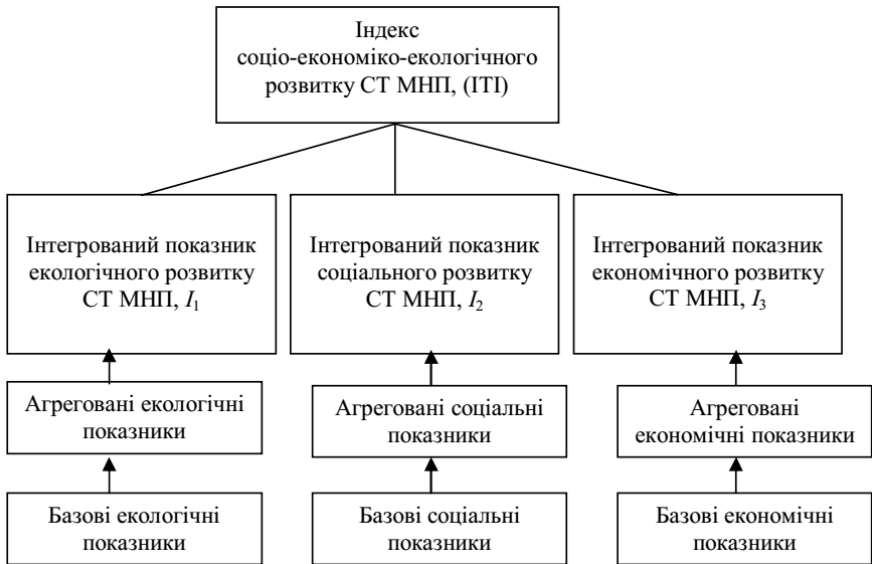 Індекс
соціо-економіко-екологічного
розвитку СТ МНП, (ІТІ)
Інтегрований показник
екологічного розвитку
СТ МНП, I₁
Інтегрований показник
соціального розвитку
СТ МНП, I₂
Інтегрований показник
економічного розвитку
СТ МНП, I₃
Агреговані екологічні
показники
Агреговані соціальні
показники
Агреговані
економічні показники
Базові екологічні
показники
Базові соціальні
показники
Базові економічні
показники